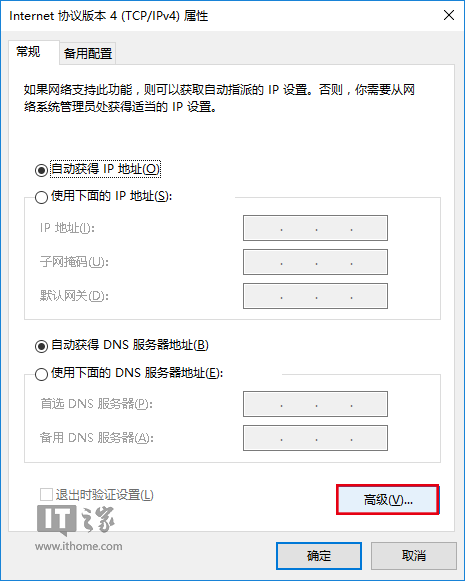 Internet 协议版本 4 (TCP/IPv4) 属性
常规
备用配置
如果网络支持此功能，则可以获取自动指派的 IP 设置。否则，你需要从网
络系统管理员处获得适当的 IP 设置。
自动获得 IP 地址(O)
使用下面的 IP 地址(S):
IP 地址(I):
子网掩码(U):
默认网关(D):
自动获得 DNS 服务器地址(B)
使用下面的 DNS 服务器地址(E):
首选 DNS 服务器(P):
备用 DNS 服务器(A):
退出时验证设置(L)
高级(V)...
IT之家
www.ithome.com
确定
取消